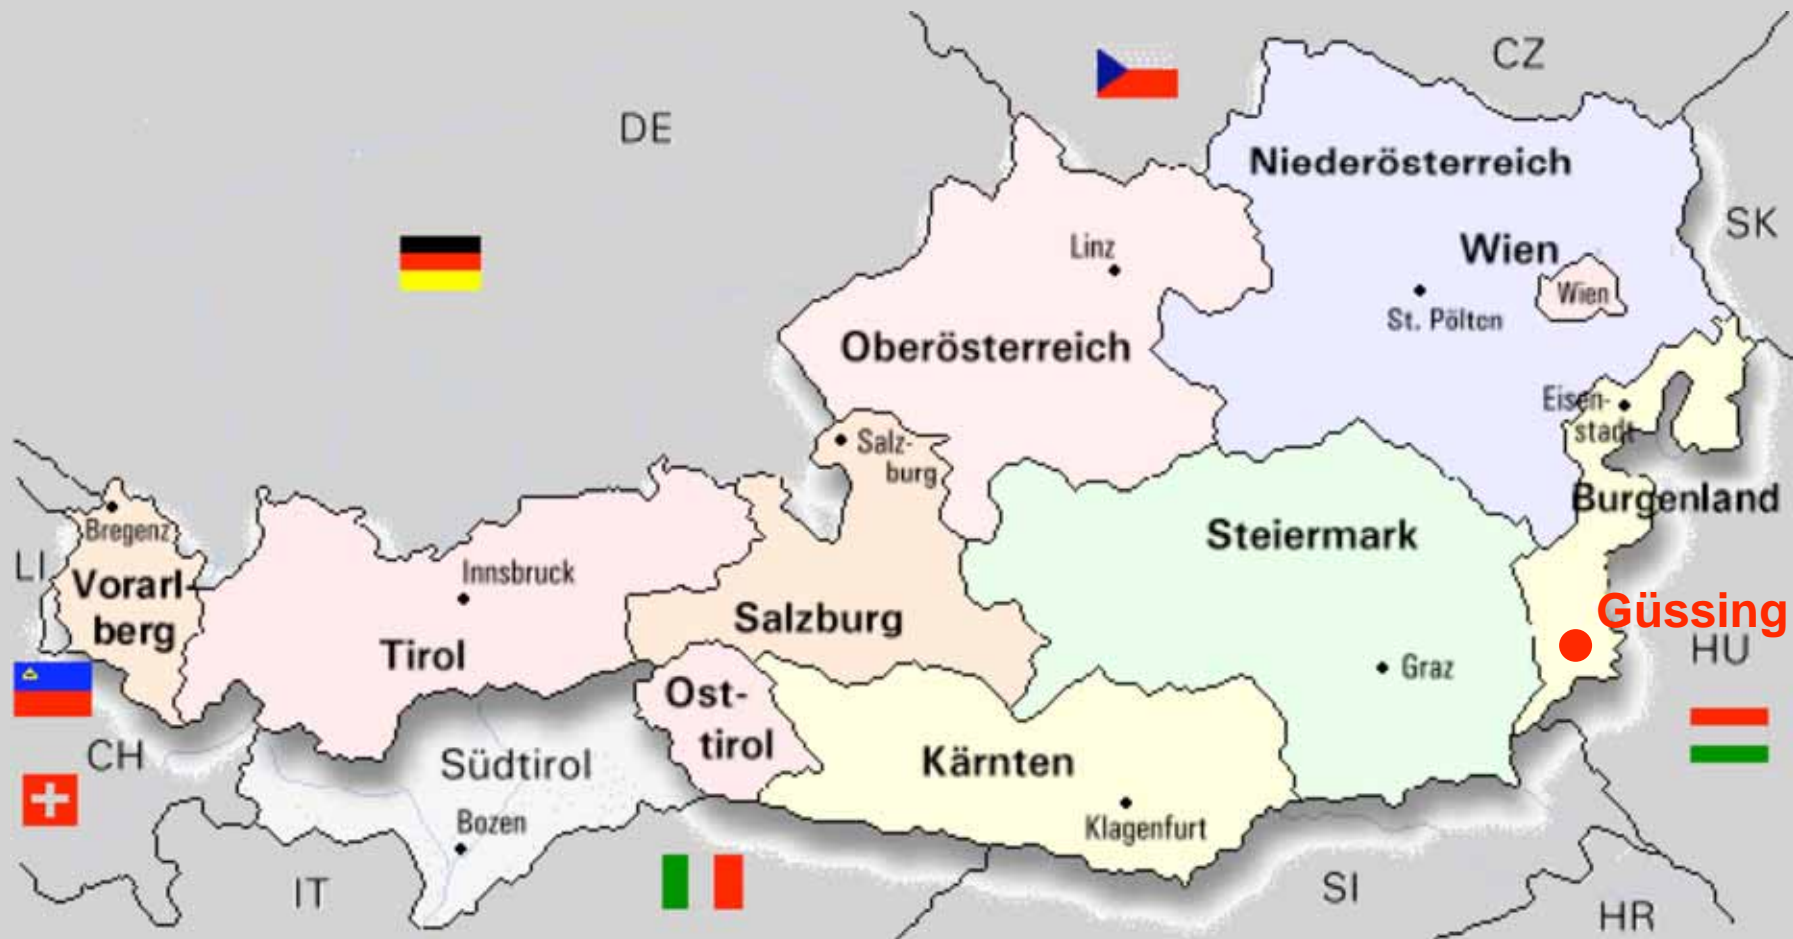 CZ
DE
Niederösterreich
SK
Linz
Wien
Wien
St. Pölten
Oberösterreich
Eisen-
stadt
Salz-
burg
Burgenland
Steiermark
Bregenz
LI
Innsbruck
Vorarl-
berg
Güssing
Salzburg
Tirol
HU
Graz
Ost-
tirol
CH
Südtirol
Kärnten
Bozen
Klagenfurt
IT
SI
HR